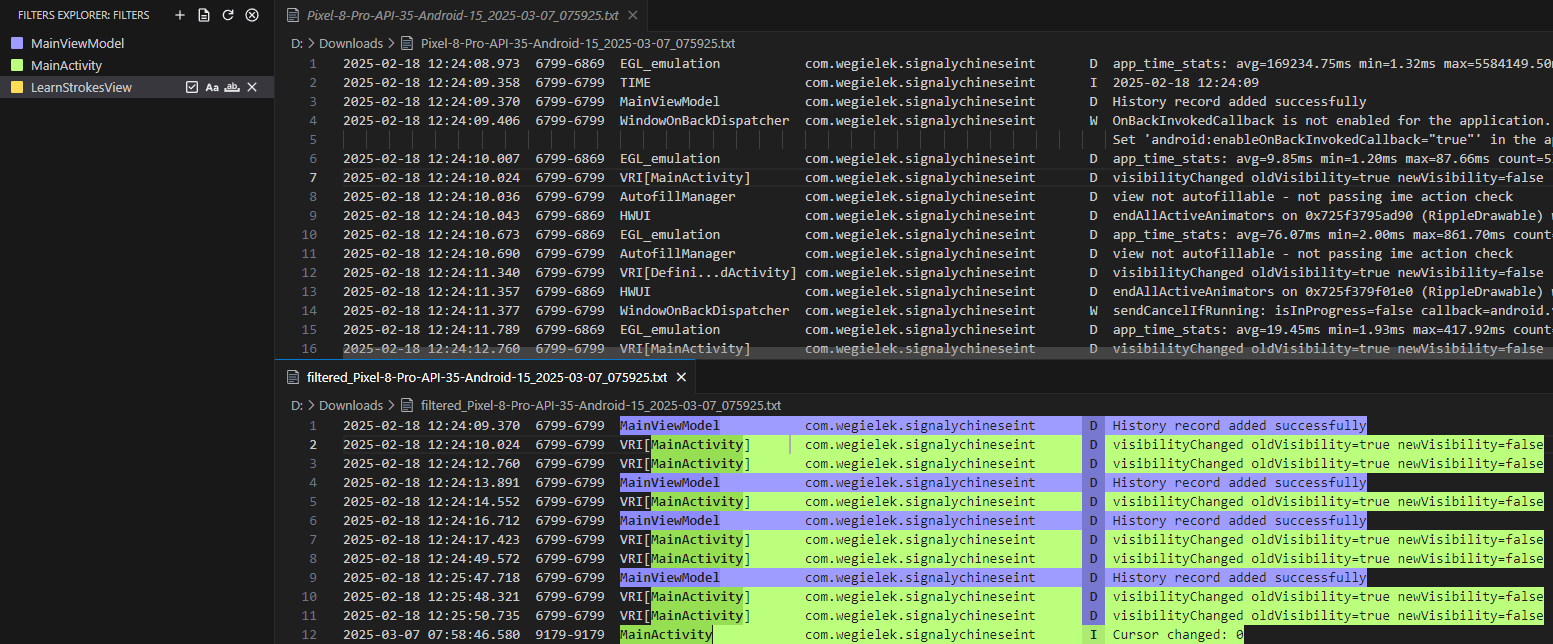 FILTERS EXPLORER: FILTERS
MainViewModel
MainActivity
LearnStrokesView Aa ab
Pixel-8-Pro-API-35-Android-15_2025-03-07_075925.txt
D: > Downloads > Pixel-8-Pro-API-35-Android-15_2025-03-07_075925.txt
1 2025-02-18 12:24:08.973 6799-6869 EGL_emulation com.wegielek.signalychineseint D app_time_stats: avg=169234.75ms min=1.32ms max=5584149.50m
2 2025-02-18 12:24:09.358 6799-6799 TIME com.wegielek.signalychineseint I 2025-02-18 12:24:09
3 2025-02-18 12:24:09.370 6799-6799 MainViewModel com.wegielek.signalychineseint D History record added successfully
4 2025-02-18 12:24:09.406 6799-6799 WindowOnBackDispatcher com.wegielek.signalychineseint W OnBackInvokedCallback is not enabled for the application.
5 Set 'android:enableOnBackInvokedCallback="true"' in the a
6 2025-02-18 12:24:10.007 6799-6869 EGL_emulation com.wegielek.signalychineseint D app_time_stats: avg=9.85ms min=1.20ms max=87.66ms count=5
7 2025-02-18 12:24:10.024 6799-6799 VRI[MainActivity] com.wegielek.signalychineseint D visibilityChanged oldVisibility=true newVisibility=false
8 2025-02-18 12:24:10.036 6799-6799 AutofillManager com.wegielek.signalychineseint D view not autofillable - not passing ime action check
9 2025-02-18 12:24:10.043 6799-6869 HWUI com.wegielek.signalychineseint D endAllActiveAnimators on 0x725f3795ad90 (RippleDrawable)
10 2025-02-18 12:24:10.673 6799-6869 EGL_emulation com.wegielek.signalychineseint D app_time_stats: avg=76.07ms min=2.00ms max=861.70ms count
11 2025-02-18 12:24:10.690 6799-6799 AutofillManager com.wegielek.signalychineseint D view not autofillable - not passing ime action check
12 2025-02-18 12:24:11.340 6799-6799 VRI[Defini...dActivity] com.wegielek.signalychineseint D visibilityChanged oldVisibility=true newVisibility=false
13 2025-02-18 12:24:11.357 6799-6869 HWUI com.wegielek.signalychineseint D endAllActiveAnimators on 0x725f379f01e0 (RippleDrawable)
14 2025-02-18 12:24:11.377 6799-6799 WindowOnBackDispatcher com.wegielek.signalychineseint W sendCancelIfRunning: isInProgress=false callback=android.
15 2025-02-18 12:24:11.789 6799-6869 EGL_emulation com.wegielek.signalychineseint D app_time_stats: avg=19.45ms min=1.93ms max=417.92ms count
16 2025-02-18 12:24:12.760 6799-6799 VRI[MainActivity] com.wegielek.signalychineseint D visibilityChanged oldVisibility=true newVisibility=false
filtered_Pixel-8-Pro-API-35-Android-15_2025-03-07_075925.txt
D: > Downloads > filtered_Pixel-8-Pro-API-35-Android-15_2025-03-07_075925.txt
1 2025-02-18 12:24:09.370 6799-6799 MainViewModel com.wegielek.signalychineseint D History record added successfully
2 2025-02-18 12:24:10.024 6799-6799 VRI[MainActivity] com.wegielek.signalychineseint D visibilityChanged oldVisibility=true newVisibility=false
3 2025-02-18 12:24:12.760 6799-6799 VRI[MainActivity] com.wegielek.signalychineseint D visibilityChanged oldVisibility=true newVisibility=false
4 2025-02-18 12:24:13.891 6799-6799 MainViewModel com.wegielek.signalychineseint D History record added successfully
5 2025-02-18 12:24:14.552 6799-6799 VRI[MainActivity] com.wegielek.signalychineseint D visibilityChanged oldVisibility=true newVisibility=false
6 2025-02-18 12:24:16.712 6799-6799 MainViewModel com.wegielek.signalychineseint D History record added successfully
7 2025-02-18 12:24:17.423 6799-6799 VRI[MainActivity] com.wegielek.signalychineseint D visibilityChanged oldVisibility=true newVisibility=false
8 2025-02-18 12:24:49.572 6799-6799 VRI[MainActivity] com.wegielek.signalychineseint D visibilityChanged oldVisibility=true newVisibility=false
9 2025-02-18 12:25:47.718 6799-6799 MainViewModel com.wegielek.signalychineseint D History record added successfully
10 2025-02-18 12:25:48.321 6799-6799 VRI[MainActivity] com.wegielek.signalychineseint D visibilityChanged oldVisibility=true newVisibility=false
11 2025-02-18 12:25:50.735 6799-6799 VRI[MainActivity] com.wegielek.signalychineseint D visibilityChanged oldVisibility=true newVisibility=false
12 2025-03-07 07:58:46.580 9179-9179 MainActivity com.wegielek.signalychineseint I Cursor changed: 0